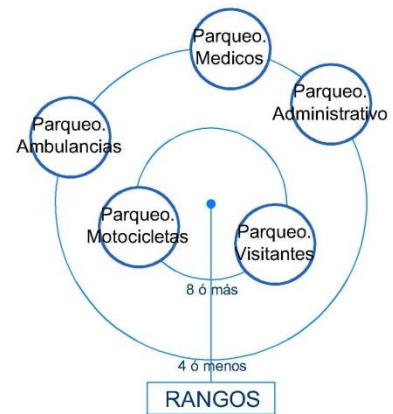 Parqueo.
Medicos
Parqueo.
Administrativo
Parqueo.
Ambulancias
Parqueo.
Motocicletas
Parqueo.
Visitantes
8 ó más
4 ó menos
RANGOS